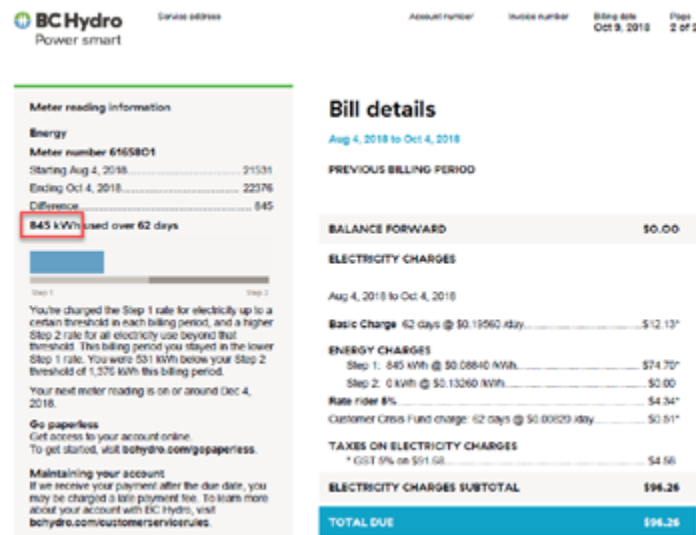 BC Hydro
Power smart
Service address
Account number
Invoice number
Billing date
Oct 9, 2018
Page
2 of
Meter reading information
Energy
Meter number 6165801
Starting Aug 4, 2018 21531
Ending Oct 4, 2018 22376
Difference 845
845 kWh used over 62 days
Step 1 Step 2
You're charged the Step 1 rate for electricity up to a
certain threshold in each billing period, and a higher
Step 2 rate for all electricity use beyond that
threshold. This billing period you stayed in the lower
Step 1 rate. You were 531 kWh below your Step 2
threshold of 1,376 kWh this billing period.
Your next meter reading is on or around Dec 4,
2018.
Go paperless
Get access to your account online.
To get started, visit bchydro.com/gopaperless.
Maintaining your account
If we receive your payment after the due date, you
may be charged a late payment fee. To learn more
about your account with BC Hydro, visit
bchydro.com/customerservicerules.
Bill details
Aug 4, 2018 to Oct 4, 2018
PREVIOUS BILLING PERIOD
BALANCE FORWARD $0.00
ELECTRICITY CHARGES
Aug 4, 2018 to Oct 4, 2018
Basic Charge 62 days @ $0.19560 /day $12.13*
ENERGY CHARGES
Step 1: 845 kWh @ $0.08840 /kWh $74.70*
Step 2: 0 kWh @ $0.13260 /kWh $0.00
Rate rider 5% $4.34*
Customer Crisis Fund charge: 62 days @ $0.00820 /day $0.51*
TAXES ON ELECTRICITY CHARGES
* GST 5% on $91.68 $4.58
ELECTRICITY CHARGES SUBTOTAL $96.26
TOTAL DUE $96.26